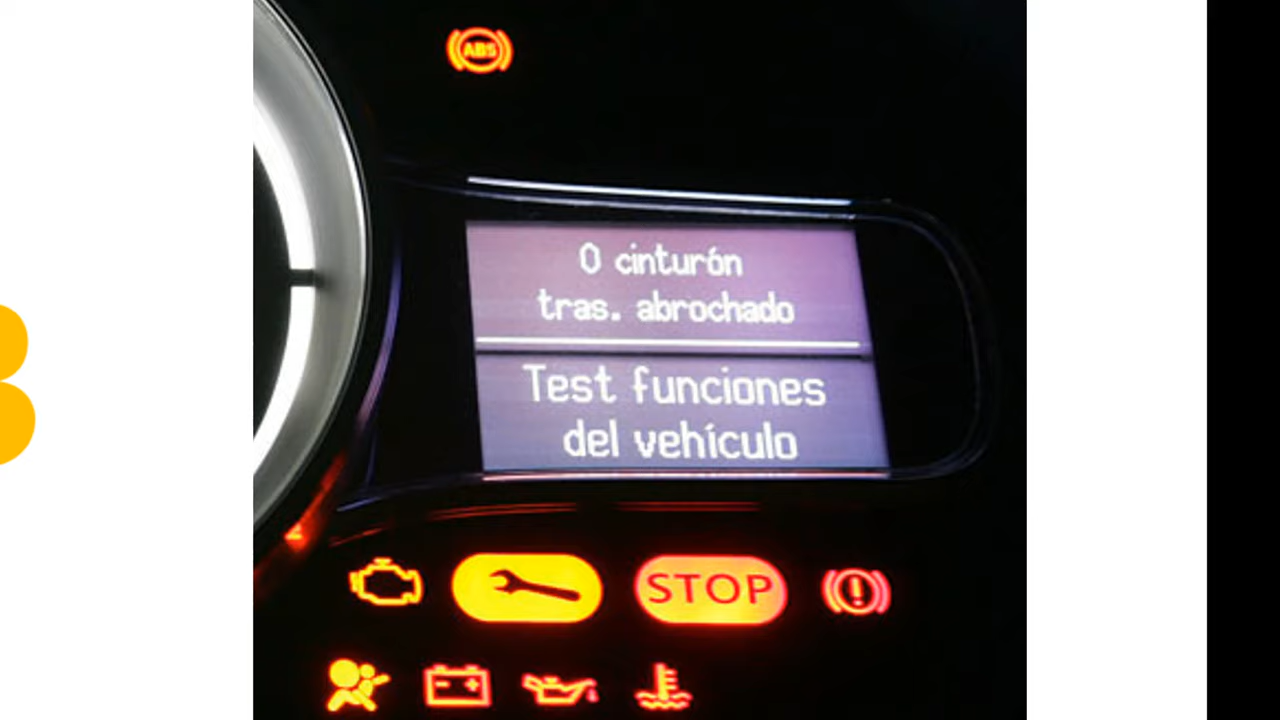 ABS
0 cinturón
tras. abrochado
Test funciones
del vehículo
STOP